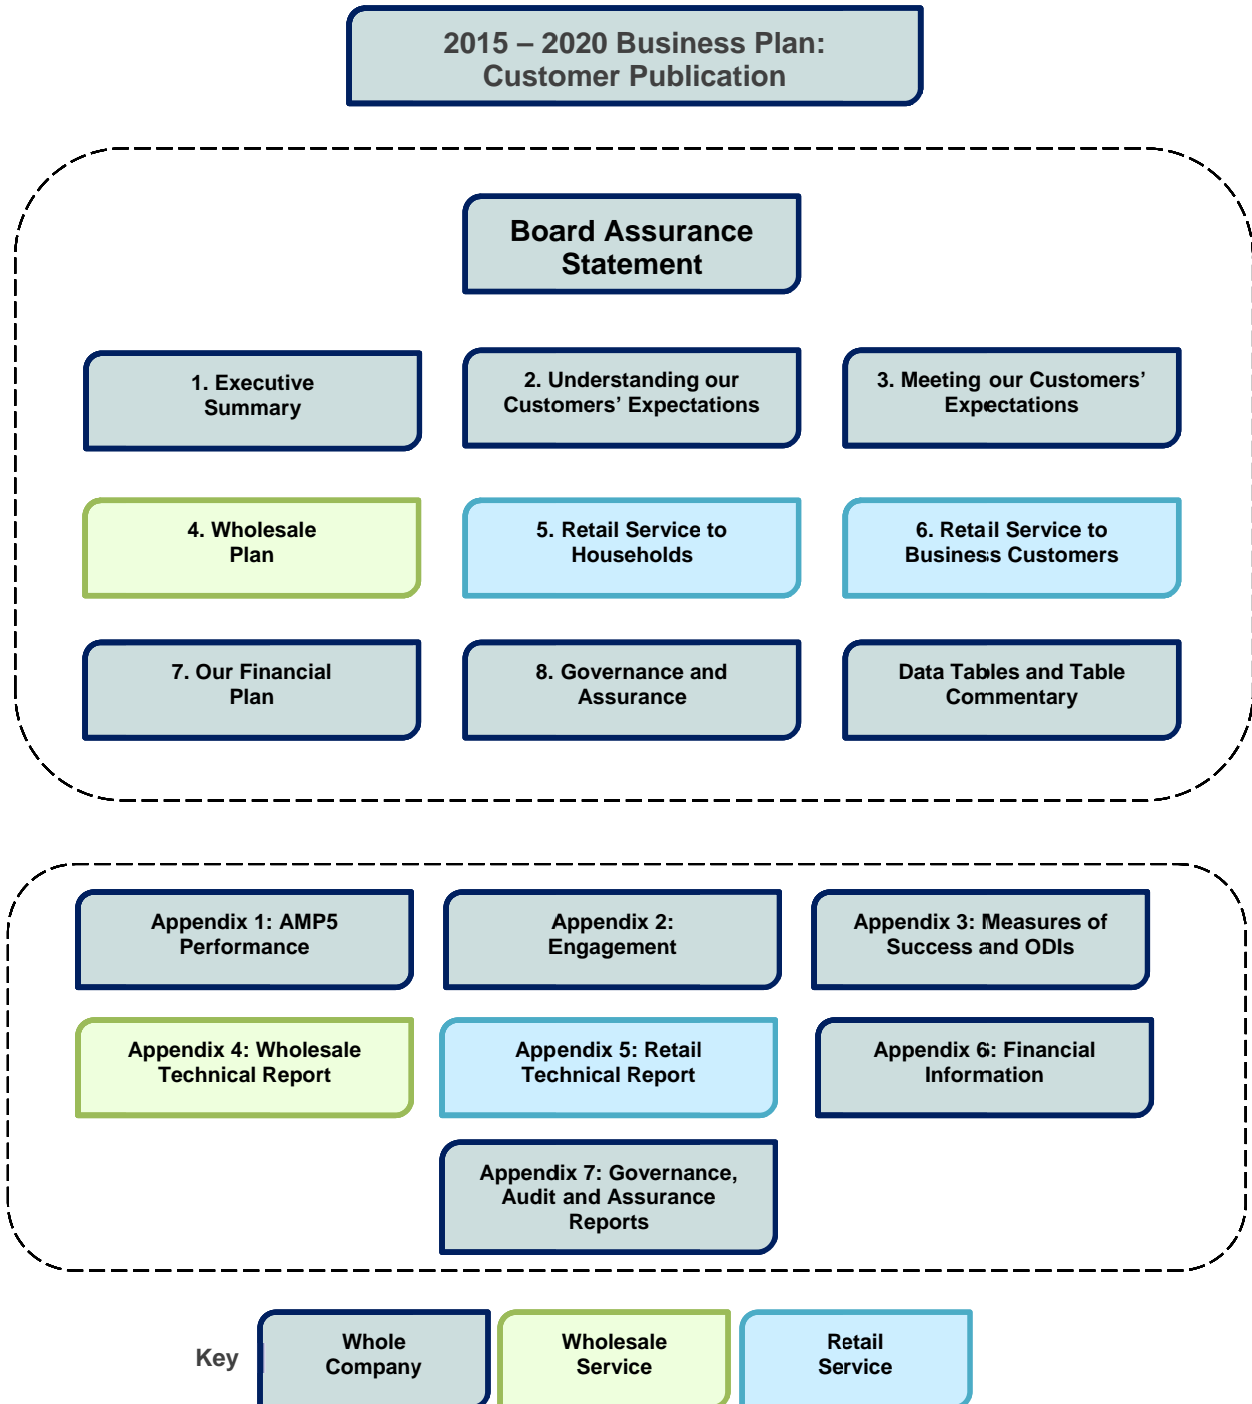 2015 – 2020 Business Plan:
Customer Publication
Board Assurance
Statement
1. Executive
Summary
2. Understanding our
Customers’ Expectations
3. Meeting our Customers’
Expectations
4. Wholesale
Plan
5. Retail Service to
Households
6. Retail Service to
Business Customers
7. Our Financial
Plan
8. Governance and
Assurance
Data Tables and Table
Commentary
Appendix 1: AMP5
Performance
Appendix 2:
Engagement
Appendix 3: Measures of
Success and ODIs
Appendix 4: Wholesale
Technical Report
Appendix 5: Retail
Technical Report
Appendix 6: Financial
Information
Appendix 7: Governance,
Audit and Assurance
Reports
Key
Whole
Company
Wholesale
Service
Retail
Service